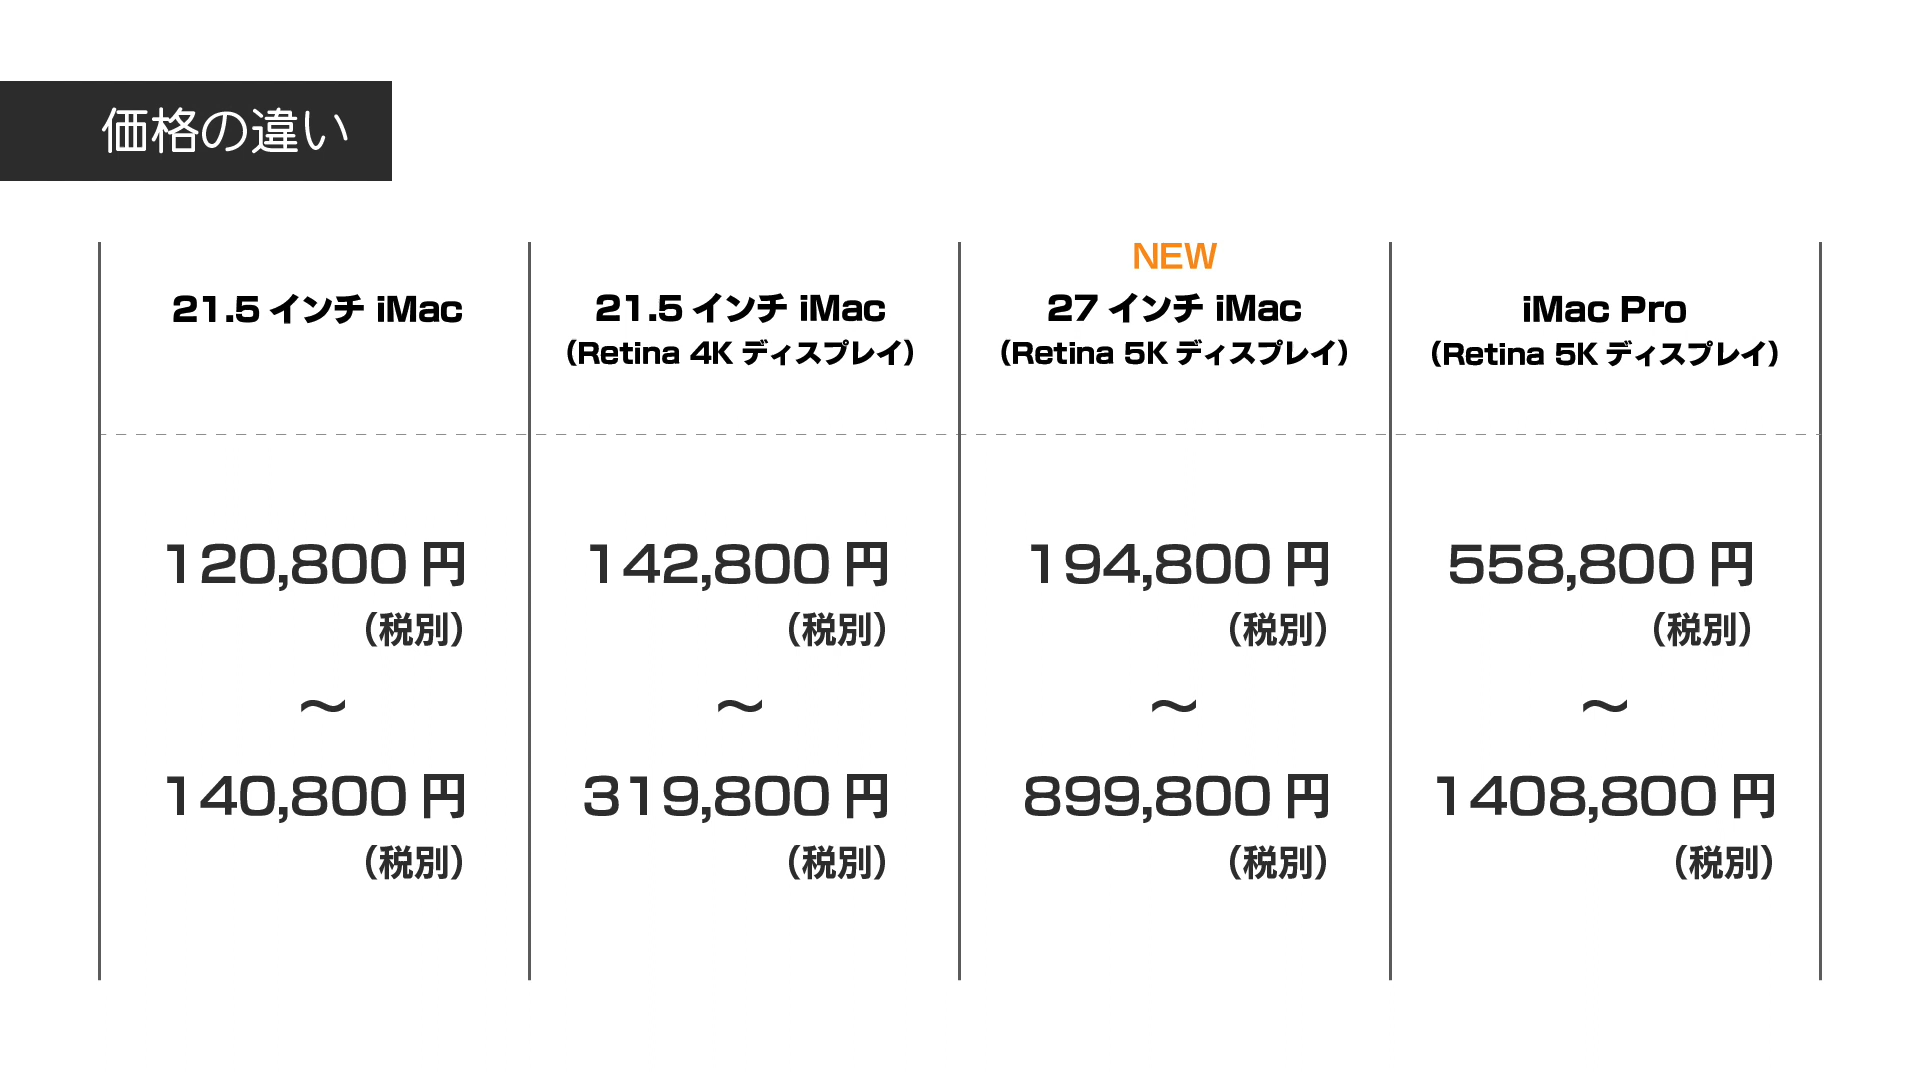 価格の違い
21.5 インチ iMac
21.5 インチ iMac
（Retina 4K ディスプレイ）
NEW
27 インチ iMac
（Retina 5K ディスプレイ）
iMac Pro
（Retina 5K ディスプレイ）
120,800 円
（税別）
～
140,800 円
（税別）
142,800 円
（税別）
～
319,800 円
（税別）
194,800 円
（税別）
～
899,800 円
（税別）
558,800 円
（税別）
～
1408,800 円
（税別）